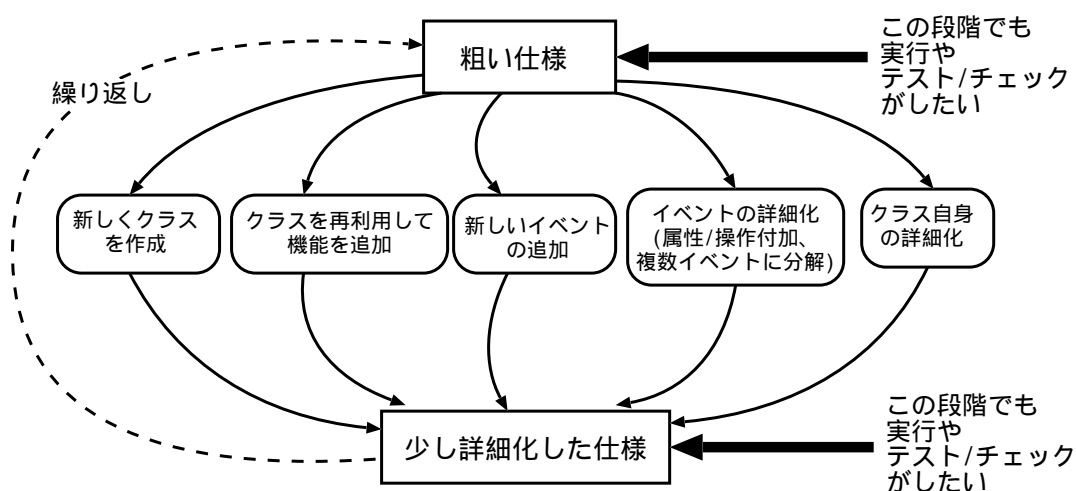 粗い仕様
この段階でも
実行や
テスト/チェック
がしたい
繰り返し
新しくクラス
を作成
クラスを再利用して
機能を追加
新しいイベント
の追加
イベントの詳細化
(属性/操作付加、
複数イベントに分解)
クラス自身
の詳細化
少し詳細化した仕様
この段階でも
実行や
テスト/チェック
がしたい